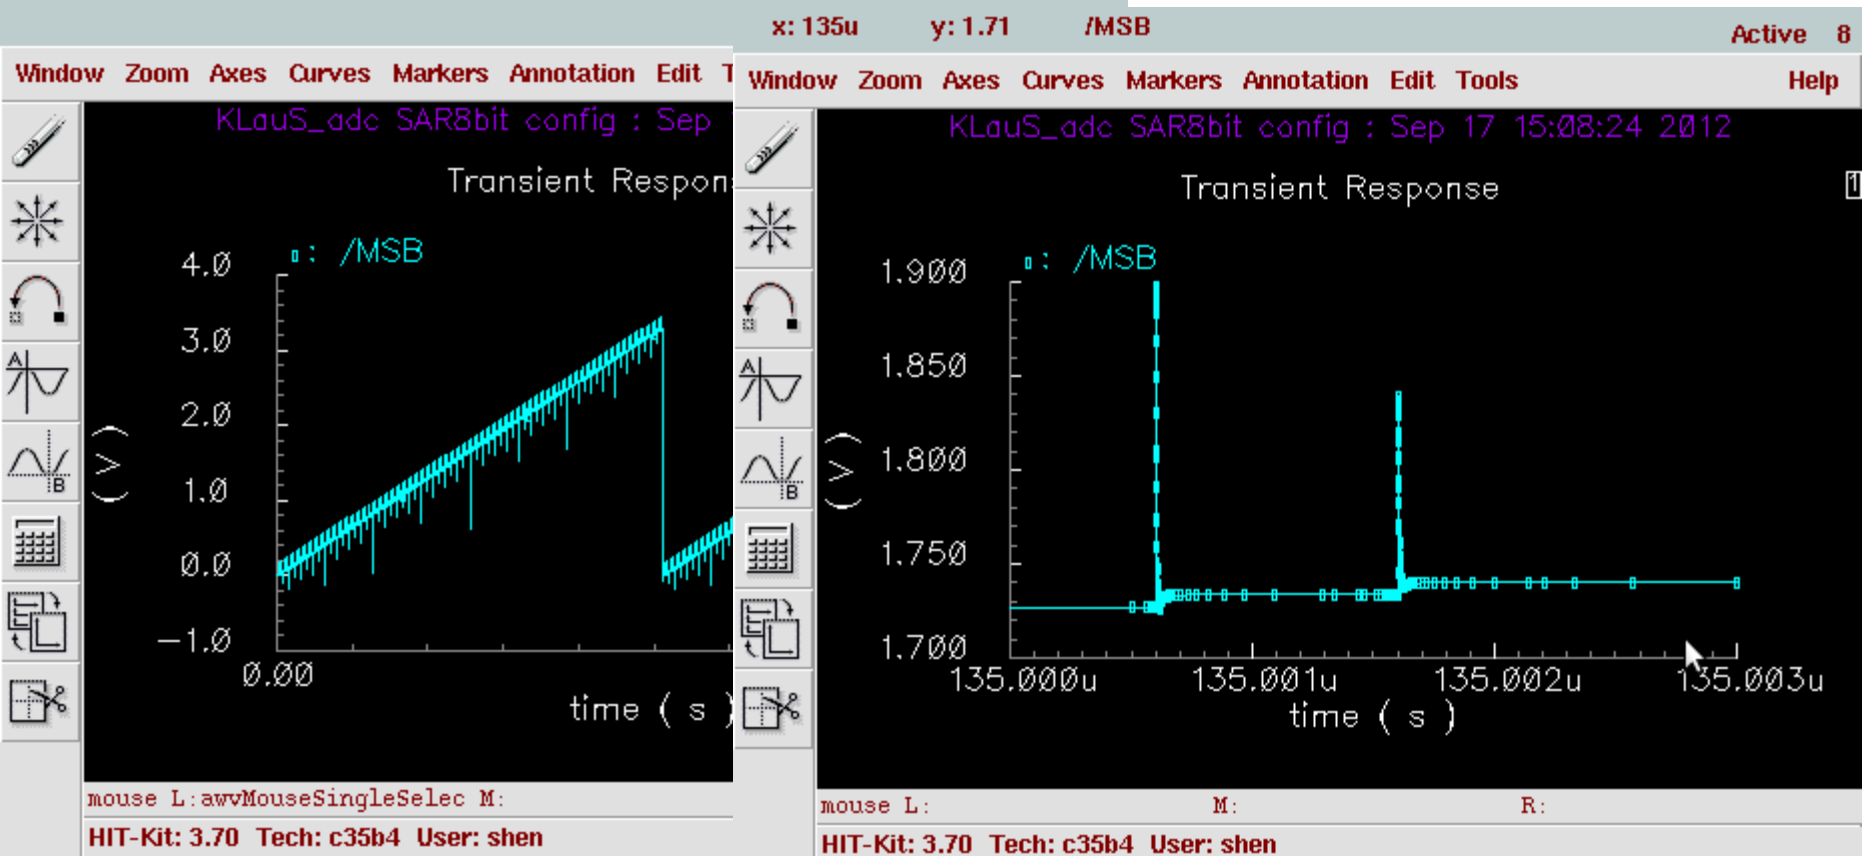 Window Zoom Axes Curves Markers Annotation Edit T
KLauS_adc SAR8bit config : Sep
Transient Respon
/MSB
4.0
3.0
2.0
1.0
0.0
-1.0
(V)
0.00
time ( s )
mouse L:awvMouseSingleSelec M:
HIT-Kit: 3.70 Tech: c35b4 User: shen
x: 135u y: 1.71 /MSB
Active 8
Window Zoom Axes Curves Markers Annotation Edit Tools Help
KLauS_adc SAR8bit config : Sep 17 15:08:24 2012
Transient Response
1
: /MSB
1.900
1.850
1.800
1.750
1.700
(V)
135.000u 135.001u 135.002u 135.003u
time ( s )
mouse L: M: R:
HIT-Kit: 3.70 Tech: c35b4 User: shen
A
B
A
B